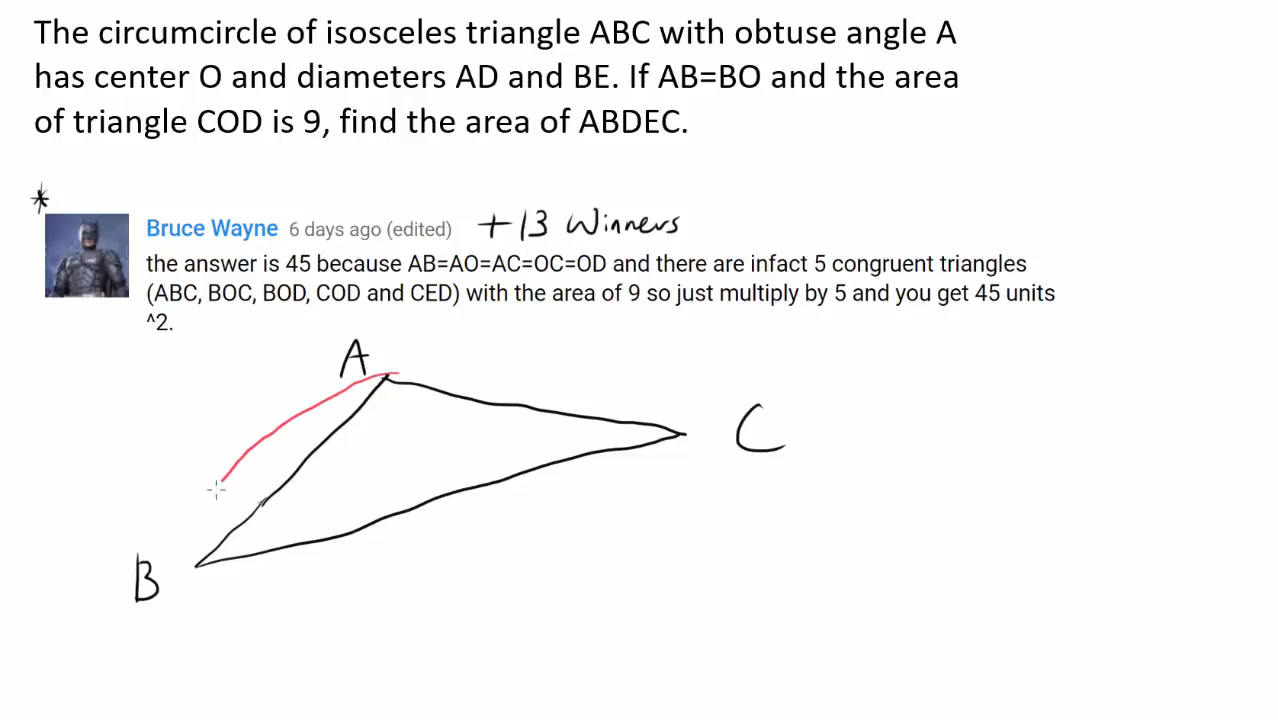 The circumcircle of isosceles triangle ABC with obtuse angle A
has center O and diameters AD and BE. If AB=BO and the area
of triangle COD is 9, find the area of ABDEC.
*
Bruce Wayne 6 days ago (edited) +13 Winners
the answer is 45 because AB=AO=AC=OC=OD and there are infact 5 congruent triangles
(ABC, BOC, BOD, COD and CED) with the area of 9 so just multiply by 5 and you get 45 units
^2.
A
C
B